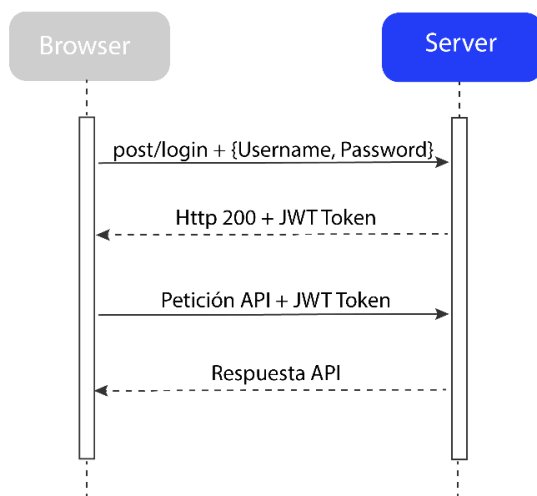 Browser
Server
post/login + {Username, Password}
Http 200 + JWT Token
Petición API + JWT Token
Respuesta API